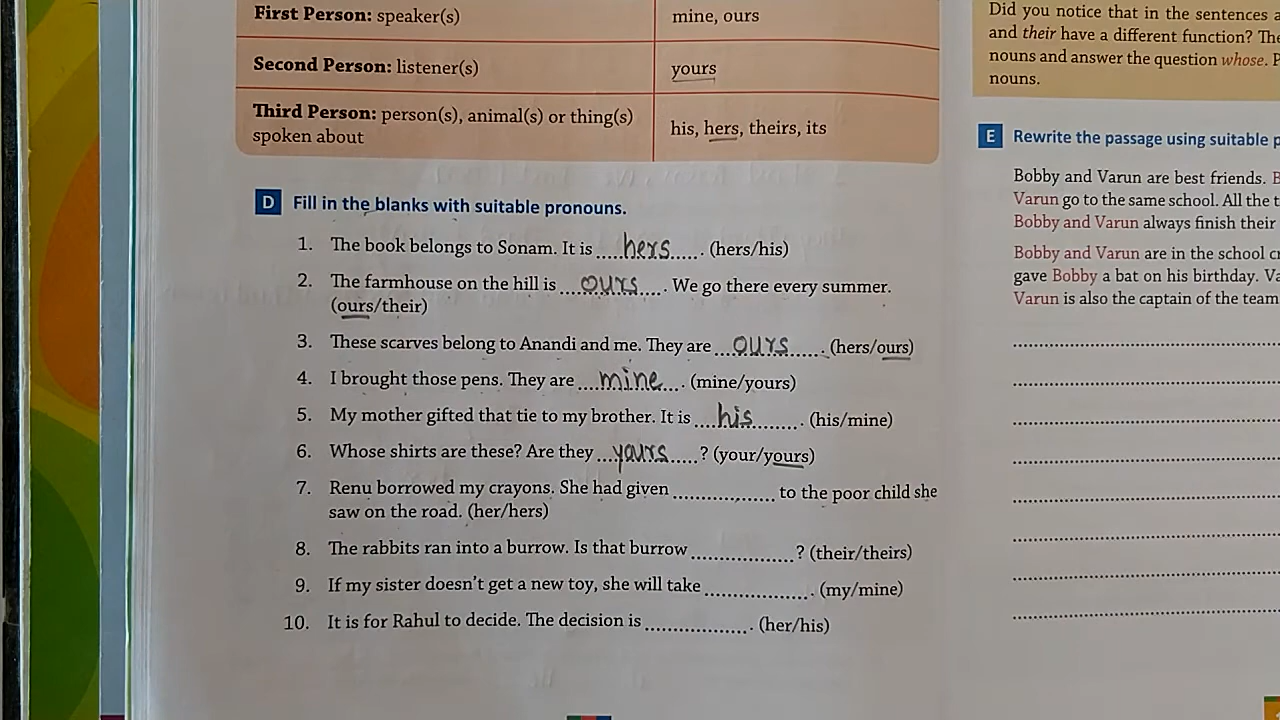 First Person: speaker(s) mine, ours
Second Person: listener(s) yours
Third Person: person(s), animal(s) or thing(s)
spoken about his, hers, theirs, its
D Fill in the blanks with suitable pronouns.
1. The book belongs to Sonam. It is ....hers..... . (hers/his)
2. The farmhouse on the hill is ....ours.... . We go there every summer.
(ours/their)
3. These scarves belong to Anandi and me. They are ...ours...... . (hers/ours)
4. I brought those pens. They are ....mine.... . (mine/yours)
5. My mother gifted that tie to my brother. It is ....his......... . (his/mine)
6. Whose shirts are these? Are they ...yours.....? (your/yours)
7. Renu borrowed my crayons. She had given .................. to the poor child she
saw on the road. (her/hers)
8. The rabbits ran into a burrow. Is that burrow ..................? (their/theirs)
9. If my sister doesn't get a new toy, she will take .................. . (my/mine)
10. It is for Rahul to decide. The decision is .................. . (her/his)
Did you notice that in the sentences
and their have a different function?
nouns and answer the question whose.
nouns.
E Rewrite the passage using suitable
Bobby and Varun are best friends.
Varun go to the same school. All the
Bobby and Varun always finish their
Bobby and Varun are in the school
gave Bobby a bat on his birthday.
Varun is also the captain of the team